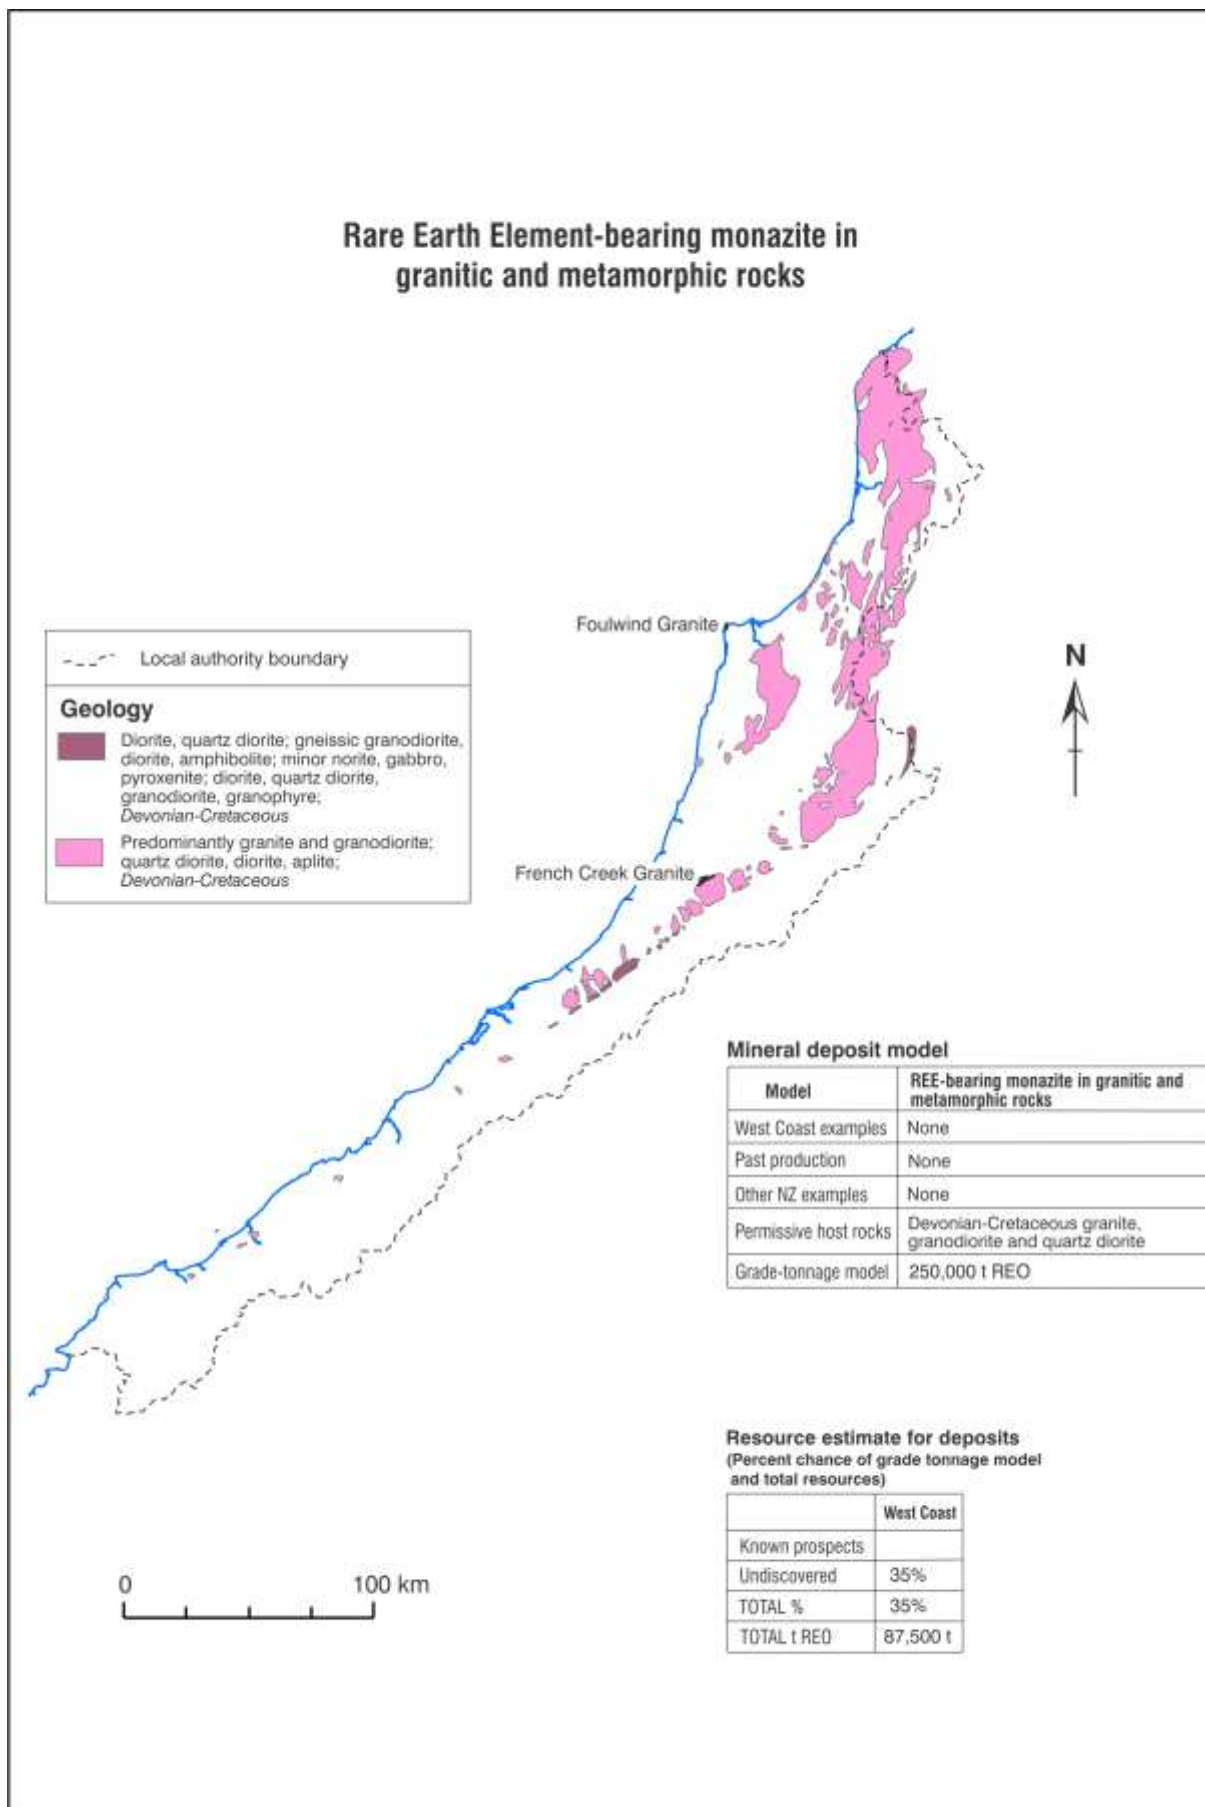 Rare Earth Element-bearing monazite in
granitic and metamorphic rocks
Foulwind Granite
N
Local authority boundary
Geology
Diorite, quartz diorite; gneissic granodiorite,
diorite, amphibolite; minor norite, gabbro,
pyroxenite; diorite, quartz diorite,
granodiorite, granophyre;
Devonian-Cretaceous
Predominantly granite and granodiorite;
quartz diorite, diorite, aplite;
Devonian-Cretaceous
French Creek Granite
Mineral deposit model
Model REE-bearing monazite in granitic and
metamorphic rocks
West Coast examples None
Past production None
Other NZ examples None
Permissive host rocks Devonian-Cretaceous granite,
granodiorite and quartz diorite
Grade-tonnage model 250,000 t REO
Resource estimate for deposits
(Percent chance of grade tonnage model
and total resources)
West Coast
Known prospects
Undiscovered 35%
TOTAL % 35%
TOTAL t REO 87,500 t
0 100 km